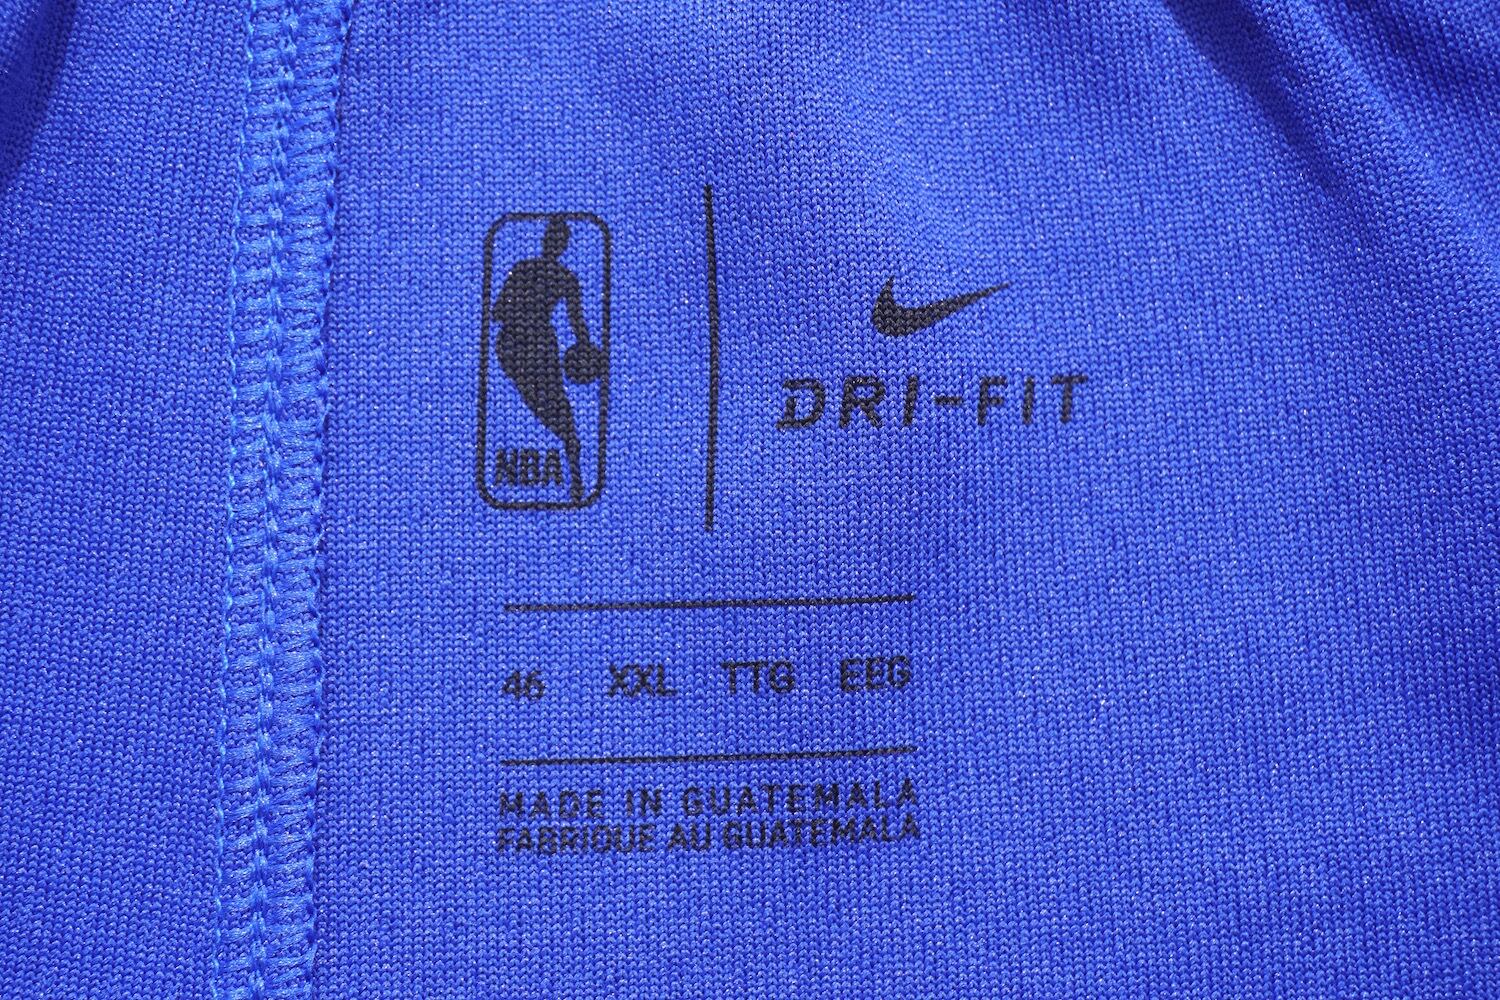 NBA
DRI-FIT
46 XXL TTG EEG
MADE IN GUATEMALA
FABRIQUE AU GUATEMALA